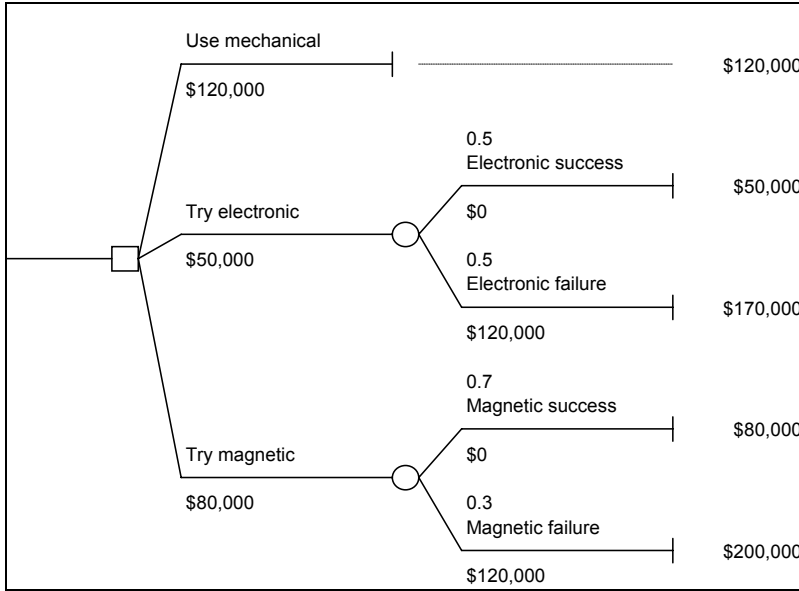 Use mechanical
$120,000
$120,000
0.5
Electronic success
$50,000
Try electronic
$0
$50,000
0.5
Electronic failure
$170,000
$120,000
0.7
Magnetic success
$80,000
Try magnetic
$0
$80,000
0.3
Magnetic failure
$200,000
$120,000